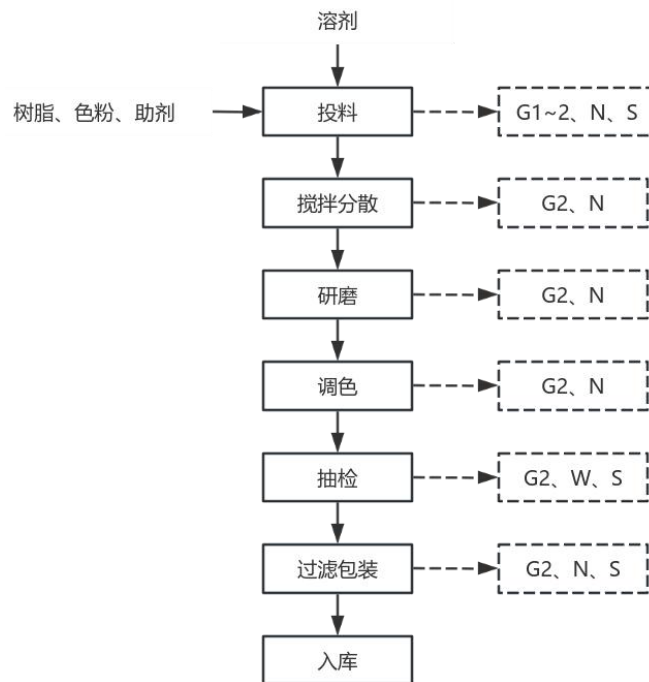 溶剂
树脂、色粉、助剂
投料
G1~2、N、S
搅拌分散
G2、N
研磨
G2、N
调色
G2、N
抽检
G2、W、S
过滤包装
G2、N、S
入库